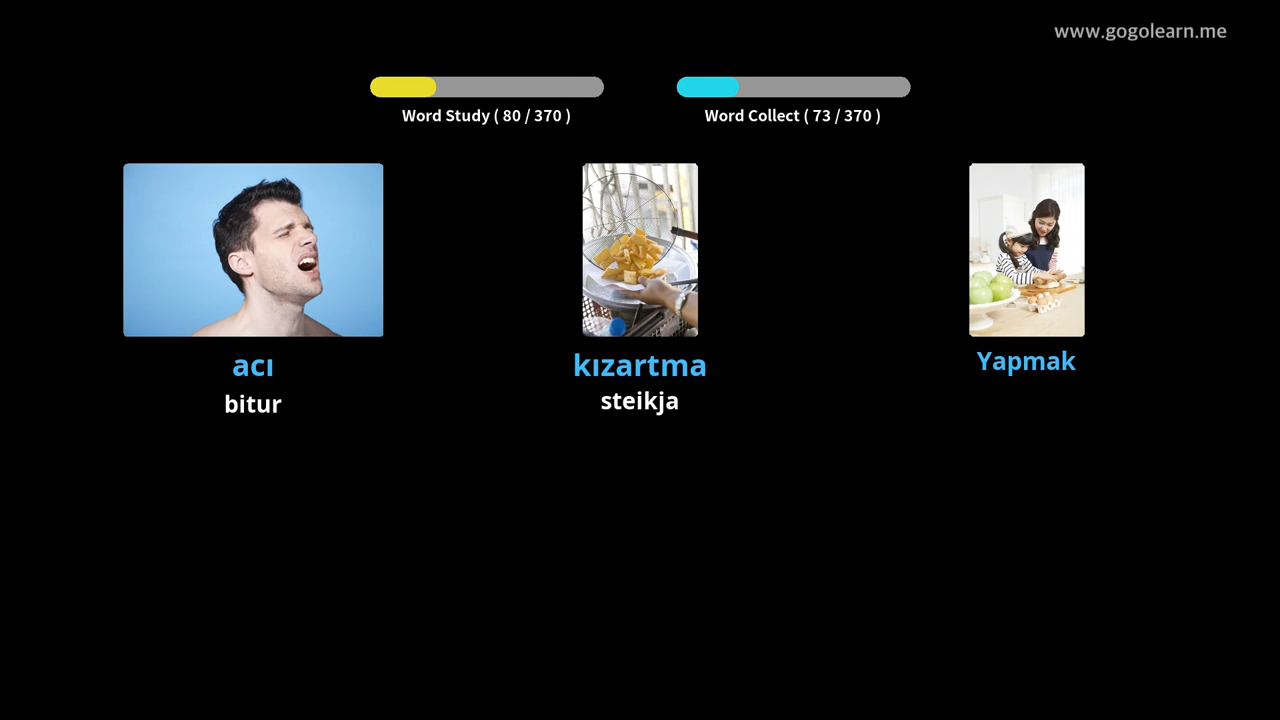 www.gogolearn.me
Word Study ( 80 / 370 )
Word Collect ( 73 / 370 )
acı
kızartma
Yapmak
bitur
steikja